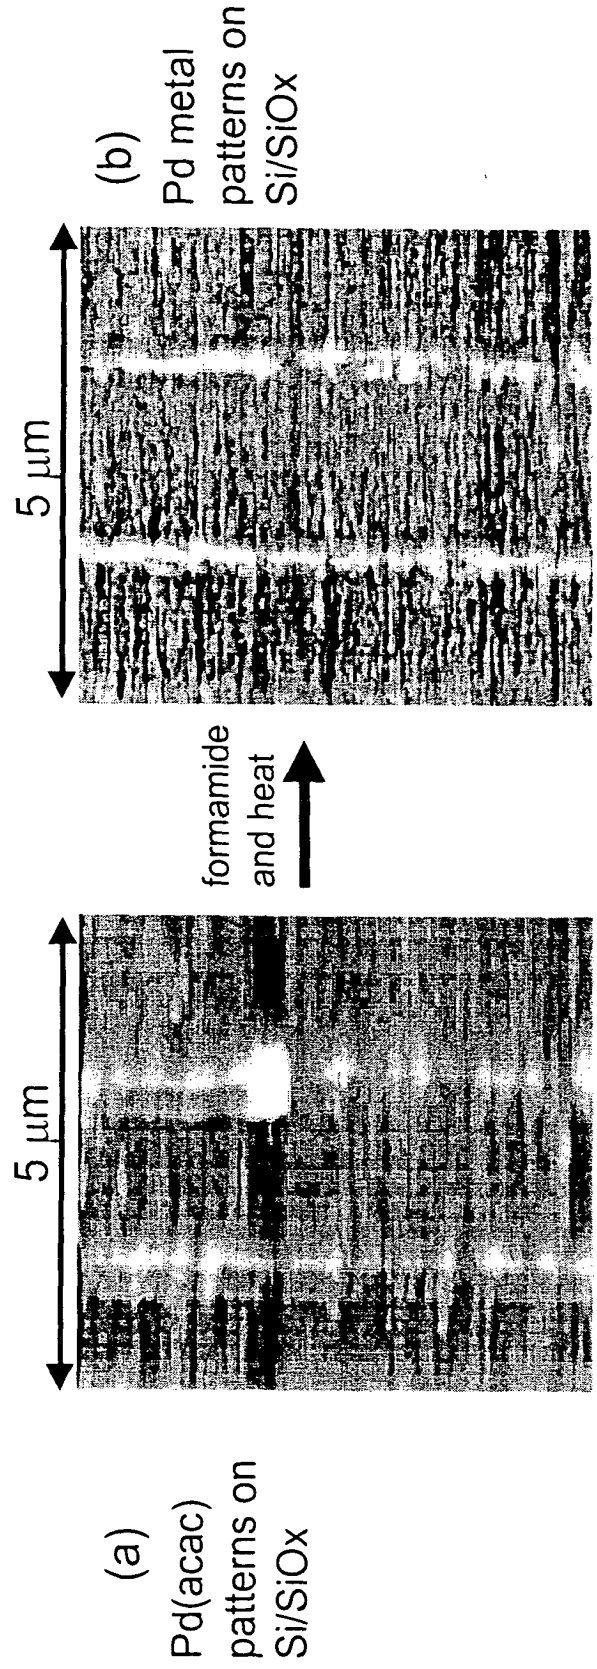 (a)
Pd(acac)
patterns on
Si/SiOx
5 μm
formamide
and heat
5 μm
(b)
Pd metal
patterns on
Si/SiOx